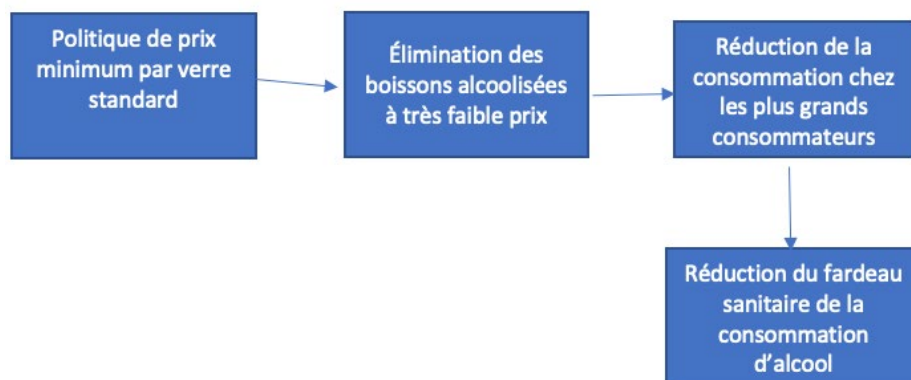 Politique de prix
minimum par verre
standard
Élimination des
boissons alcoolisées
à très faible prix
Réduction de la
consommation chez
les plus grands
consommateurs
Réduction du fardeau
sanitaire de la
consommation
d'alcool